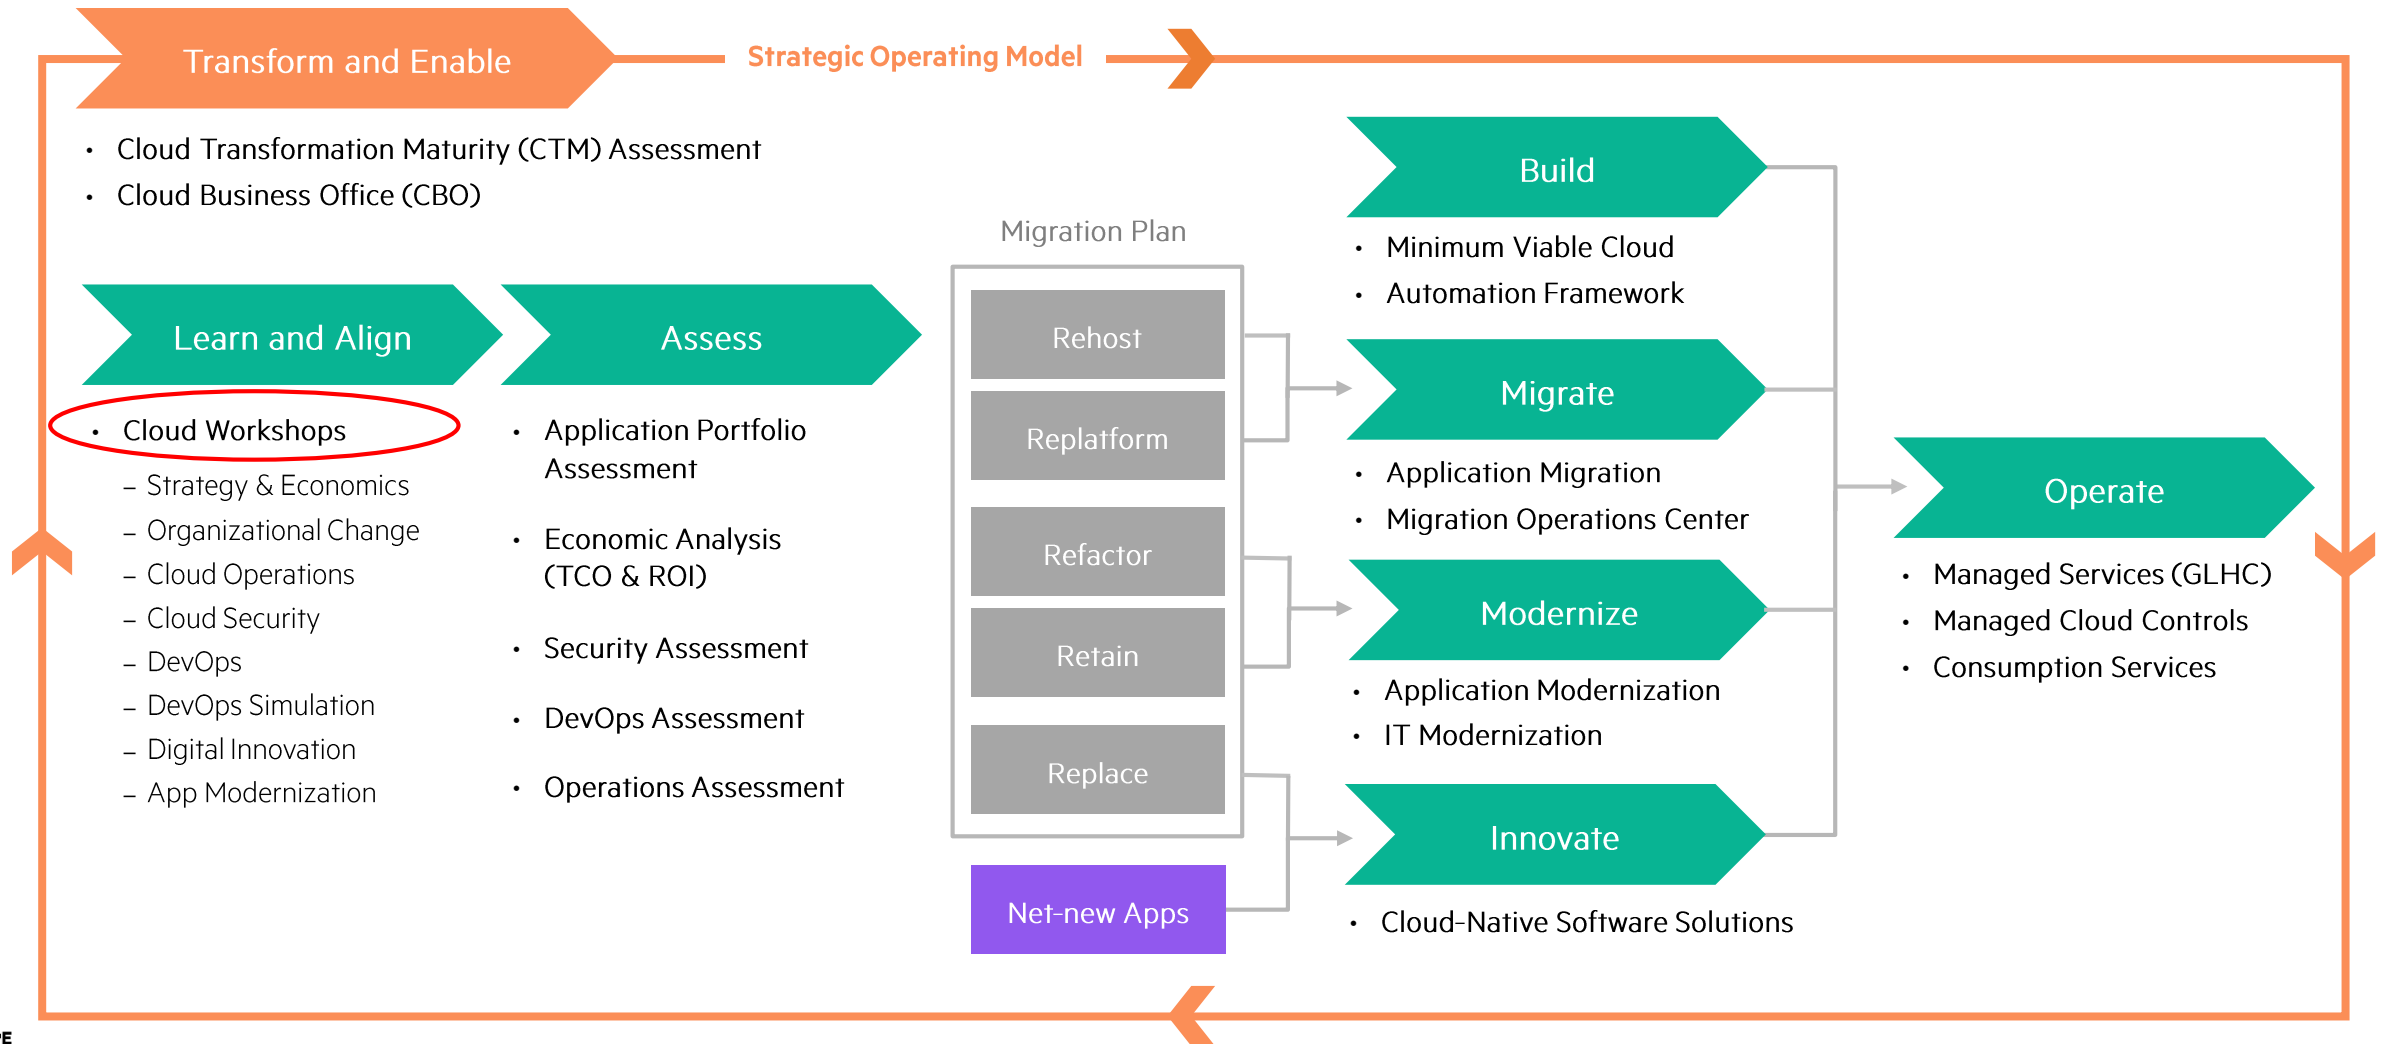 Transform and Enable
Strategic Operating Model
• Cloud Transformation Maturity (CTM) Assessment
• Cloud Business Office (CBO)
Learn and Align
• Cloud Workshops
– Strategy & Economics
– Organizational Change
– Cloud Operations
– Cloud Security
– DevOps
– DevOps Simulation
– Digital Innovation
– App Modernization
Assess
• Application Portfolio
Assessment
• Economic Analysis
(TCO & ROI)
• Security Assessment
• DevOps Assessment
• Operations Assessment
Migration Plan
Rehost
Replatform
Refactor
Retain
Replace
Net-new Apps
Build
• Minimum Viable Cloud
• Automation Framework
Migrate
• Application Migration
• Migration Operations Center
Modernize
• Application Modernization
• IT Modernization
Innovate
• Cloud-Native Software Solutions
Operate
• Managed Services (GLHC)
• Managed Cloud Controls
• Consumption Services